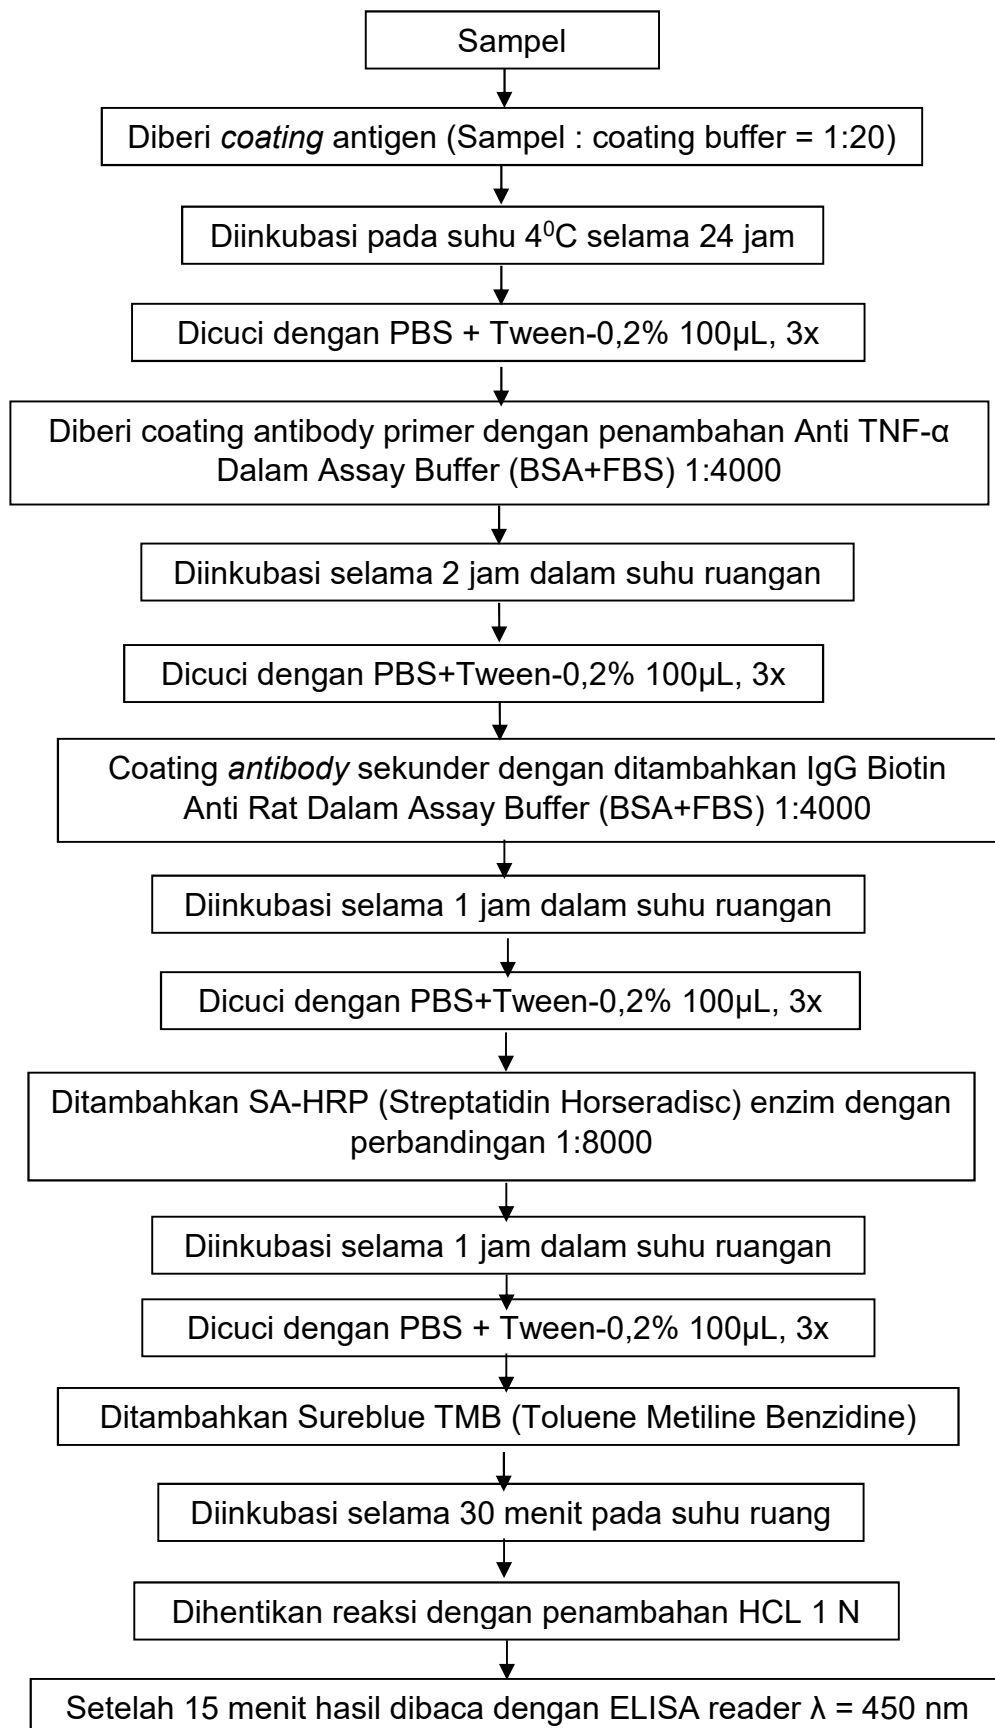 Sampel
Diberi coating antigen (Sampel : coating buffer = 1:20)
Diinkubasi pada suhu 4⁰C selama 24 jam
Dicuci dengan PBS + Tween-0,2% 100µL, 3x
Diberi coating antibody primer dengan penambahan Anti TNF-α
Dalam Assay Buffer (BSA+FBS) 1:4000
Diinkubasi selama 2 jam dalam suhu ruangan
Dicuci dengan PBS+Tween-0,2% 100µL, 3x
Coating antibody sekunder dengan ditambahkan IgG Biotin
Anti Rat Dalam Assay Buffer (BSA+FBS) 1:4000
Diinkubasi selama 1 jam dalam suhu ruangan
Dicuci dengan PBS+Tween-0,2% 100µL, 3x
Ditambahkan SA-HRP (Streptatidin Horseradisc) enzim dengan
perbandingan 1:8000
Diinkubasi selama 1 jam dalam suhu ruangan
Dicuci dengan PBS + Tween-0,2% 100µL, 3x
Ditambahkan Sureblue TMB (Toluene Metiline Benzidine)
Diinkubasi selama 30 menit pada suhu ruang
Dihentikan reaksi dengan penambahan HCL 1 N
Setelah 15 menit hasil dibaca dengan ELISA reader λ = 450 nm